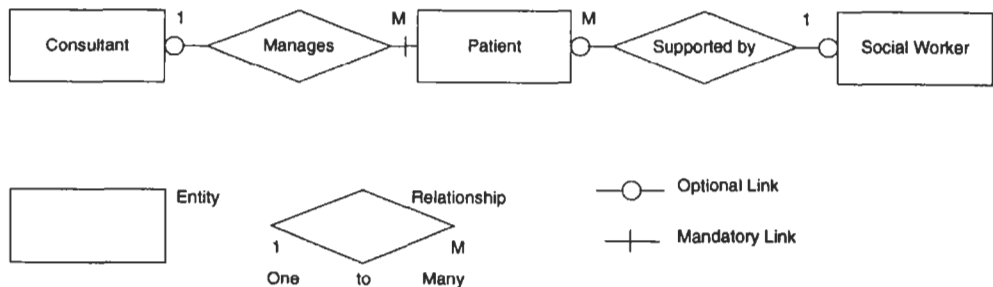 1 M M 1
Consultant Manages Patient Supported by Social Worker
Entity Relationship Optional Link
1 M Mandatory Link
One to Many